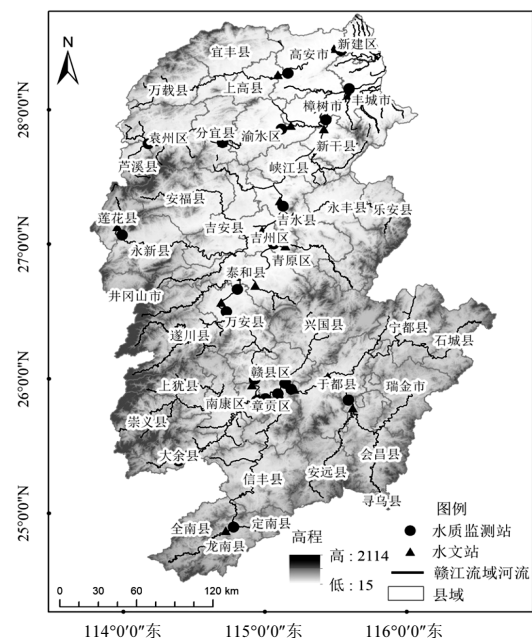 N
新建区
宜丰县
高安市
万载县
上高县
丰城市
樟树市
28°0′0″N
袁州区
分宜县
渝水区
新干县
芦溪县
峡江县
安福县
永丰县
乐安县
莲花县
吉水县
吉安县
吉州区
27°0′0″N
永新县
青原区
泰和县
井冈山市
万安县
兴国县
宁都县
遂川县
石城县
赣县区
26°0′0″N
上犹县
于都县
瑞金市
南康区
章贡区
崇义县
大余县
会昌县
信丰县
安远县
寻乌县
25°0′0″N
全南县
定南县
龙南县
高程
高 : 2114
低 : 15
图例
水质监测站
水文站
赣江流域河流
县域
0 30 60 120 km
114°0′0″东
115°0′0″东
116°0′0″东